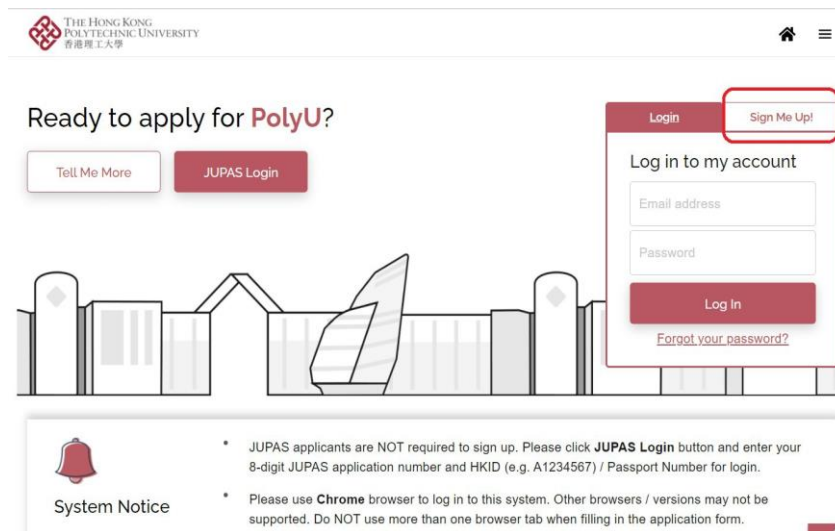 THE HONG KONG
POLYTECHNIC UNIVERSITY
香港理工大學
Ready to apply for PolyU?
Tell Me More
JUPAS Login
Login
Sign Me Up!
Log in to my account
Email address
Password
Log In
Forgot your password?
System Notice
JUPAS applicants are NOT required to sign up. Please click JUPAS Login button and enter your
8-digit JUPAS application number and HKID (e.g. A1234567) / Passport Number for login.
Please use Chrome browser to log in to this system. Other browsers / versions may not be
supported. Do NOT use more than one browser tab when filling in the application form.